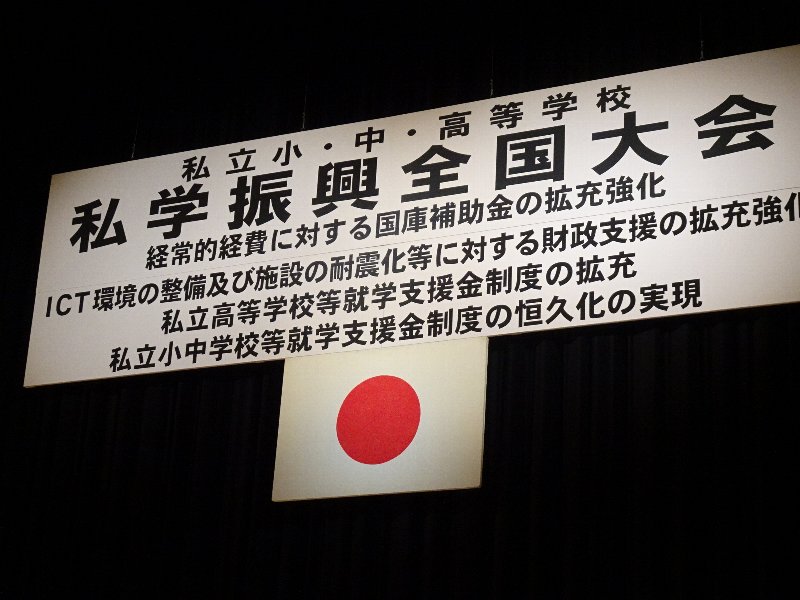 私立小・中・高等学校
私学振興全国大会
経常的経費に対する国庫補助金の拡充強化
ICT環境の整備及び施設の耐震化等に対する財政支援の拡充強化
私立高等学校等就学支援金制度の拡充
私立小中学校等就学支援金制度の恒久化の実現